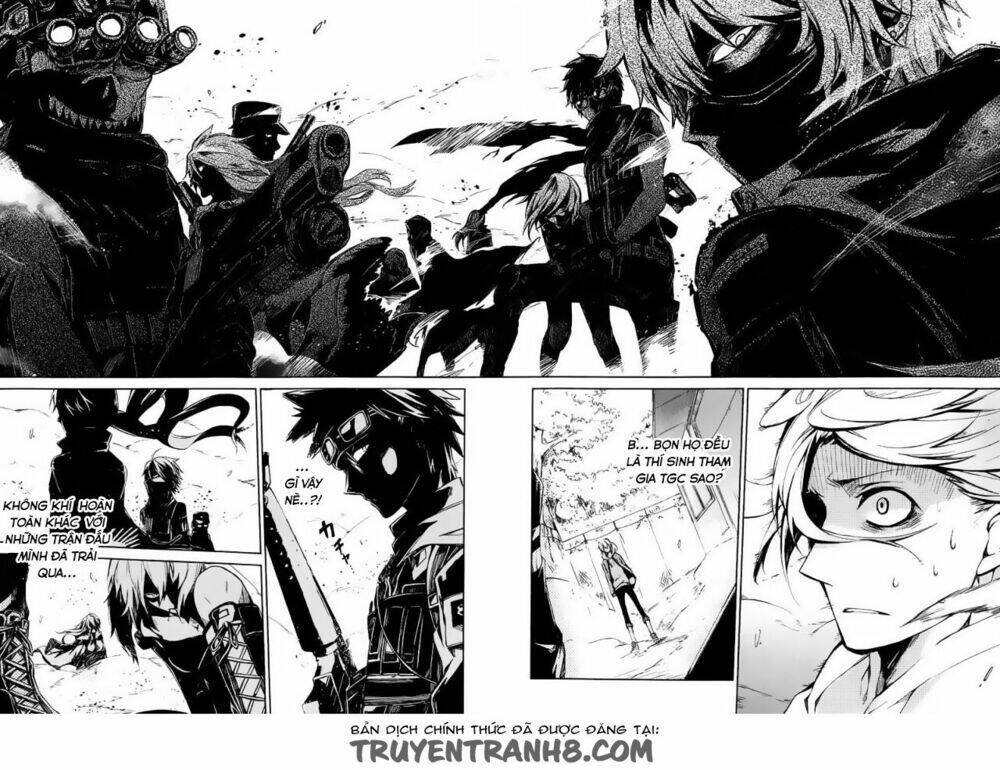 B... BỌN HỌ ĐỀU
LÀ THÍ SINH THAM
GIA TGC SAO?
...
GÌ VẬY
NÈ..?!
カチャ
KHÔNG KHÍ HOÀN
TOÀN KHÁC VỚI
NHỮNG TRẬN ĐẤU
MÌNH ĐÃ TRẢI
QUA...
BẢN DỊCH CHÍNH THỨC ĐÃ ĐƯỢC ĐĂNG TẠI:
TRUYENTRANH8.COM